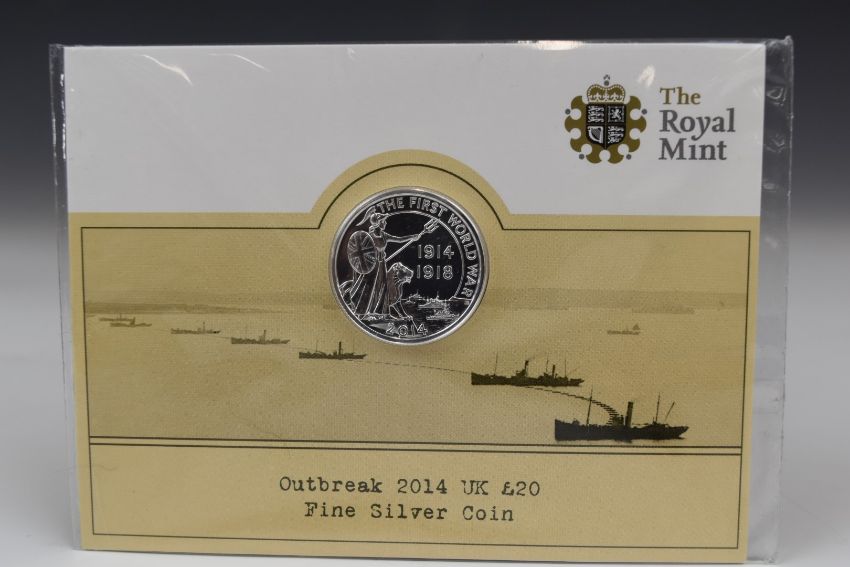 The
Royal
Mint
THE FIRST WORLD WAR
1914
1918
2014
Outbreak 2014 UK £20
Fine Silver Coin